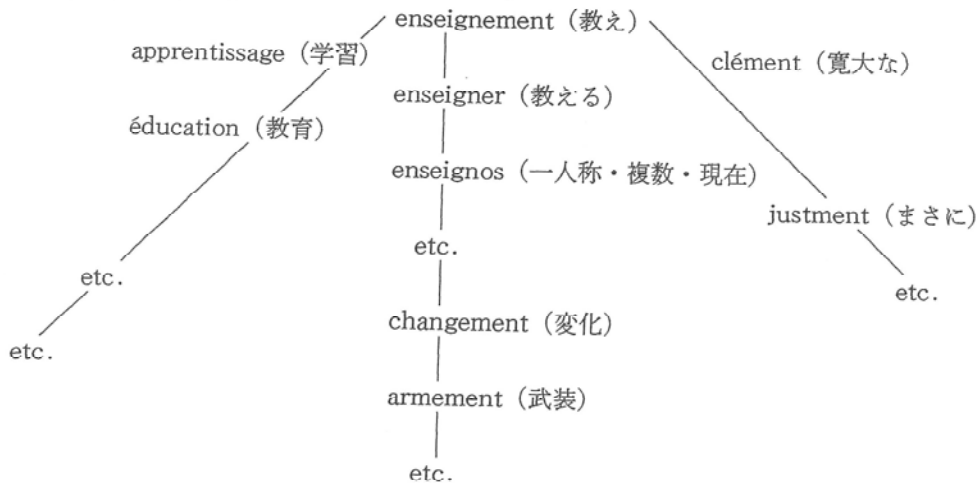 enseignement（教え）
apprentissage（学習）
clément（寛大な）
enseigner（教える）
éducation（教育）
enseignos（一人称・複数・現在）
justment（まさに）
etc.
etc.
etc.
changement（変化）
etc.
armement（武装）
etc.